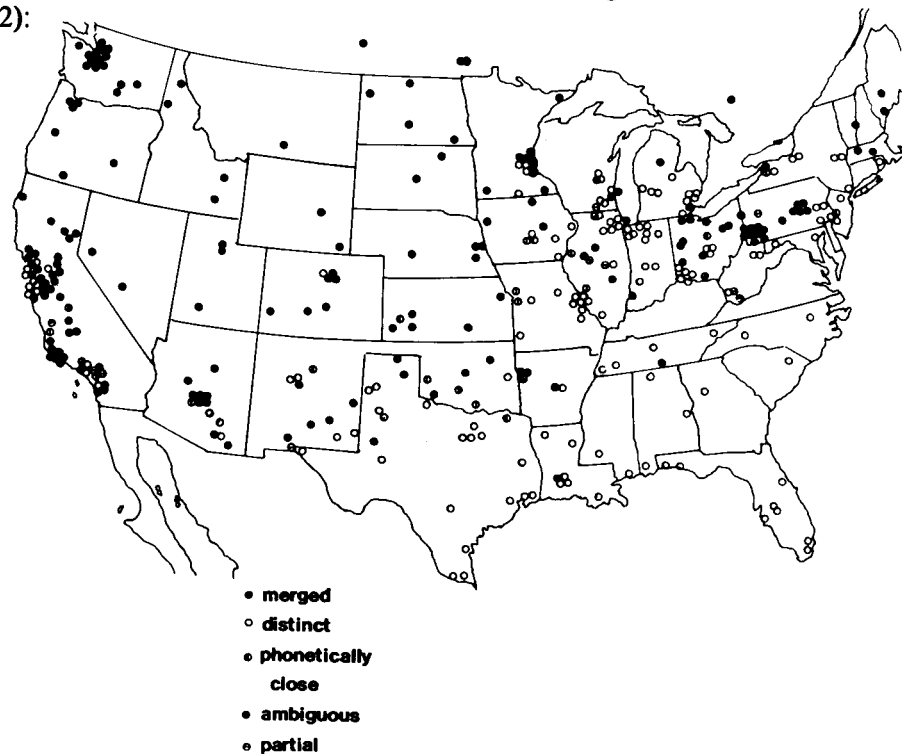 2):
merged
distinct
phonetically
close
ambiguous
partial